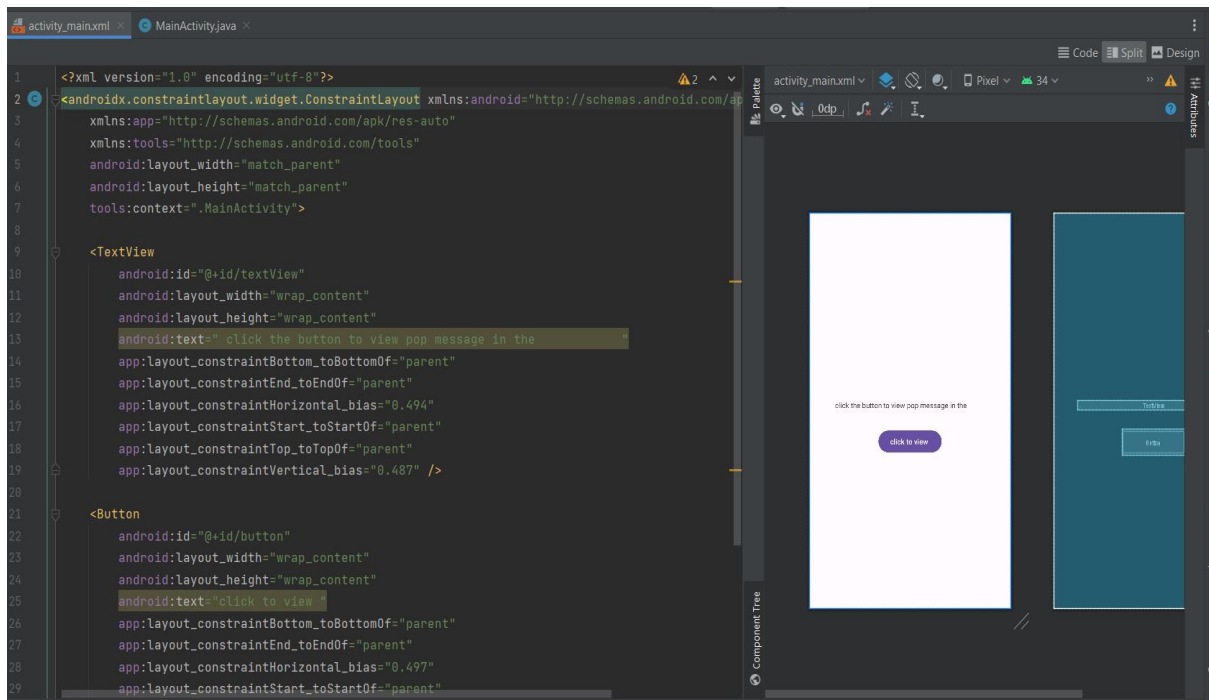 activity_main.xml
MainActivity.java
Code Split Design
1 <?xml version="1.0" encoding="utf-8"?>
2 <androidx.constraintlayout.widget.ConstraintLayout xmlns:android="http://schemas.android.com/ap
3 xmlns:app="http://schemas.android.com/apk/res-auto"
4 xmlns:tools="http://schemas.android.com/tools"
5 android:layout_width="match_parent"
6 android:layout_height="match_parent"
7 tools:context=".MainActivity">
8
9 <TextView
10 android:id="@+id/textView"
11 android:layout_width="wrap_content"
12 android:layout_height="wrap_content"
13 android:text=" click the button to view pop message in the            "
14 app:layout_constraintBottom_toBottomOf="parent"
15 app:layout_constraintEnd_toEndOf="parent"
16 app:layout_constraintHorizontal_bias="0.494"
17 app:layout_constraintStart_toStartOf="parent"
18 app:layout_constraintTop_toTopOf="parent"
19 app:layout_constraintVertical_bias="0.487" />
20
21 <Button
22 android:id="@+id/button"
23 android:layout_width="wrap_content"
24 android:layout_height="wrap_content"
25 android:text="click to view "
26 app:layout_constraintBottom_toBottomOf="parent"
27 app:layout_constraintEnd_toEndOf="parent"
28 app:layout_constraintHorizontal_bias="0.497"
29 app:layout_constraintStart_toStartOf="parent"
2
Palette
Component Tree
activity_main.xml Pixel 34 »
0dp
Attributes
click the button to view pop message in the
click to view
TextView
Button